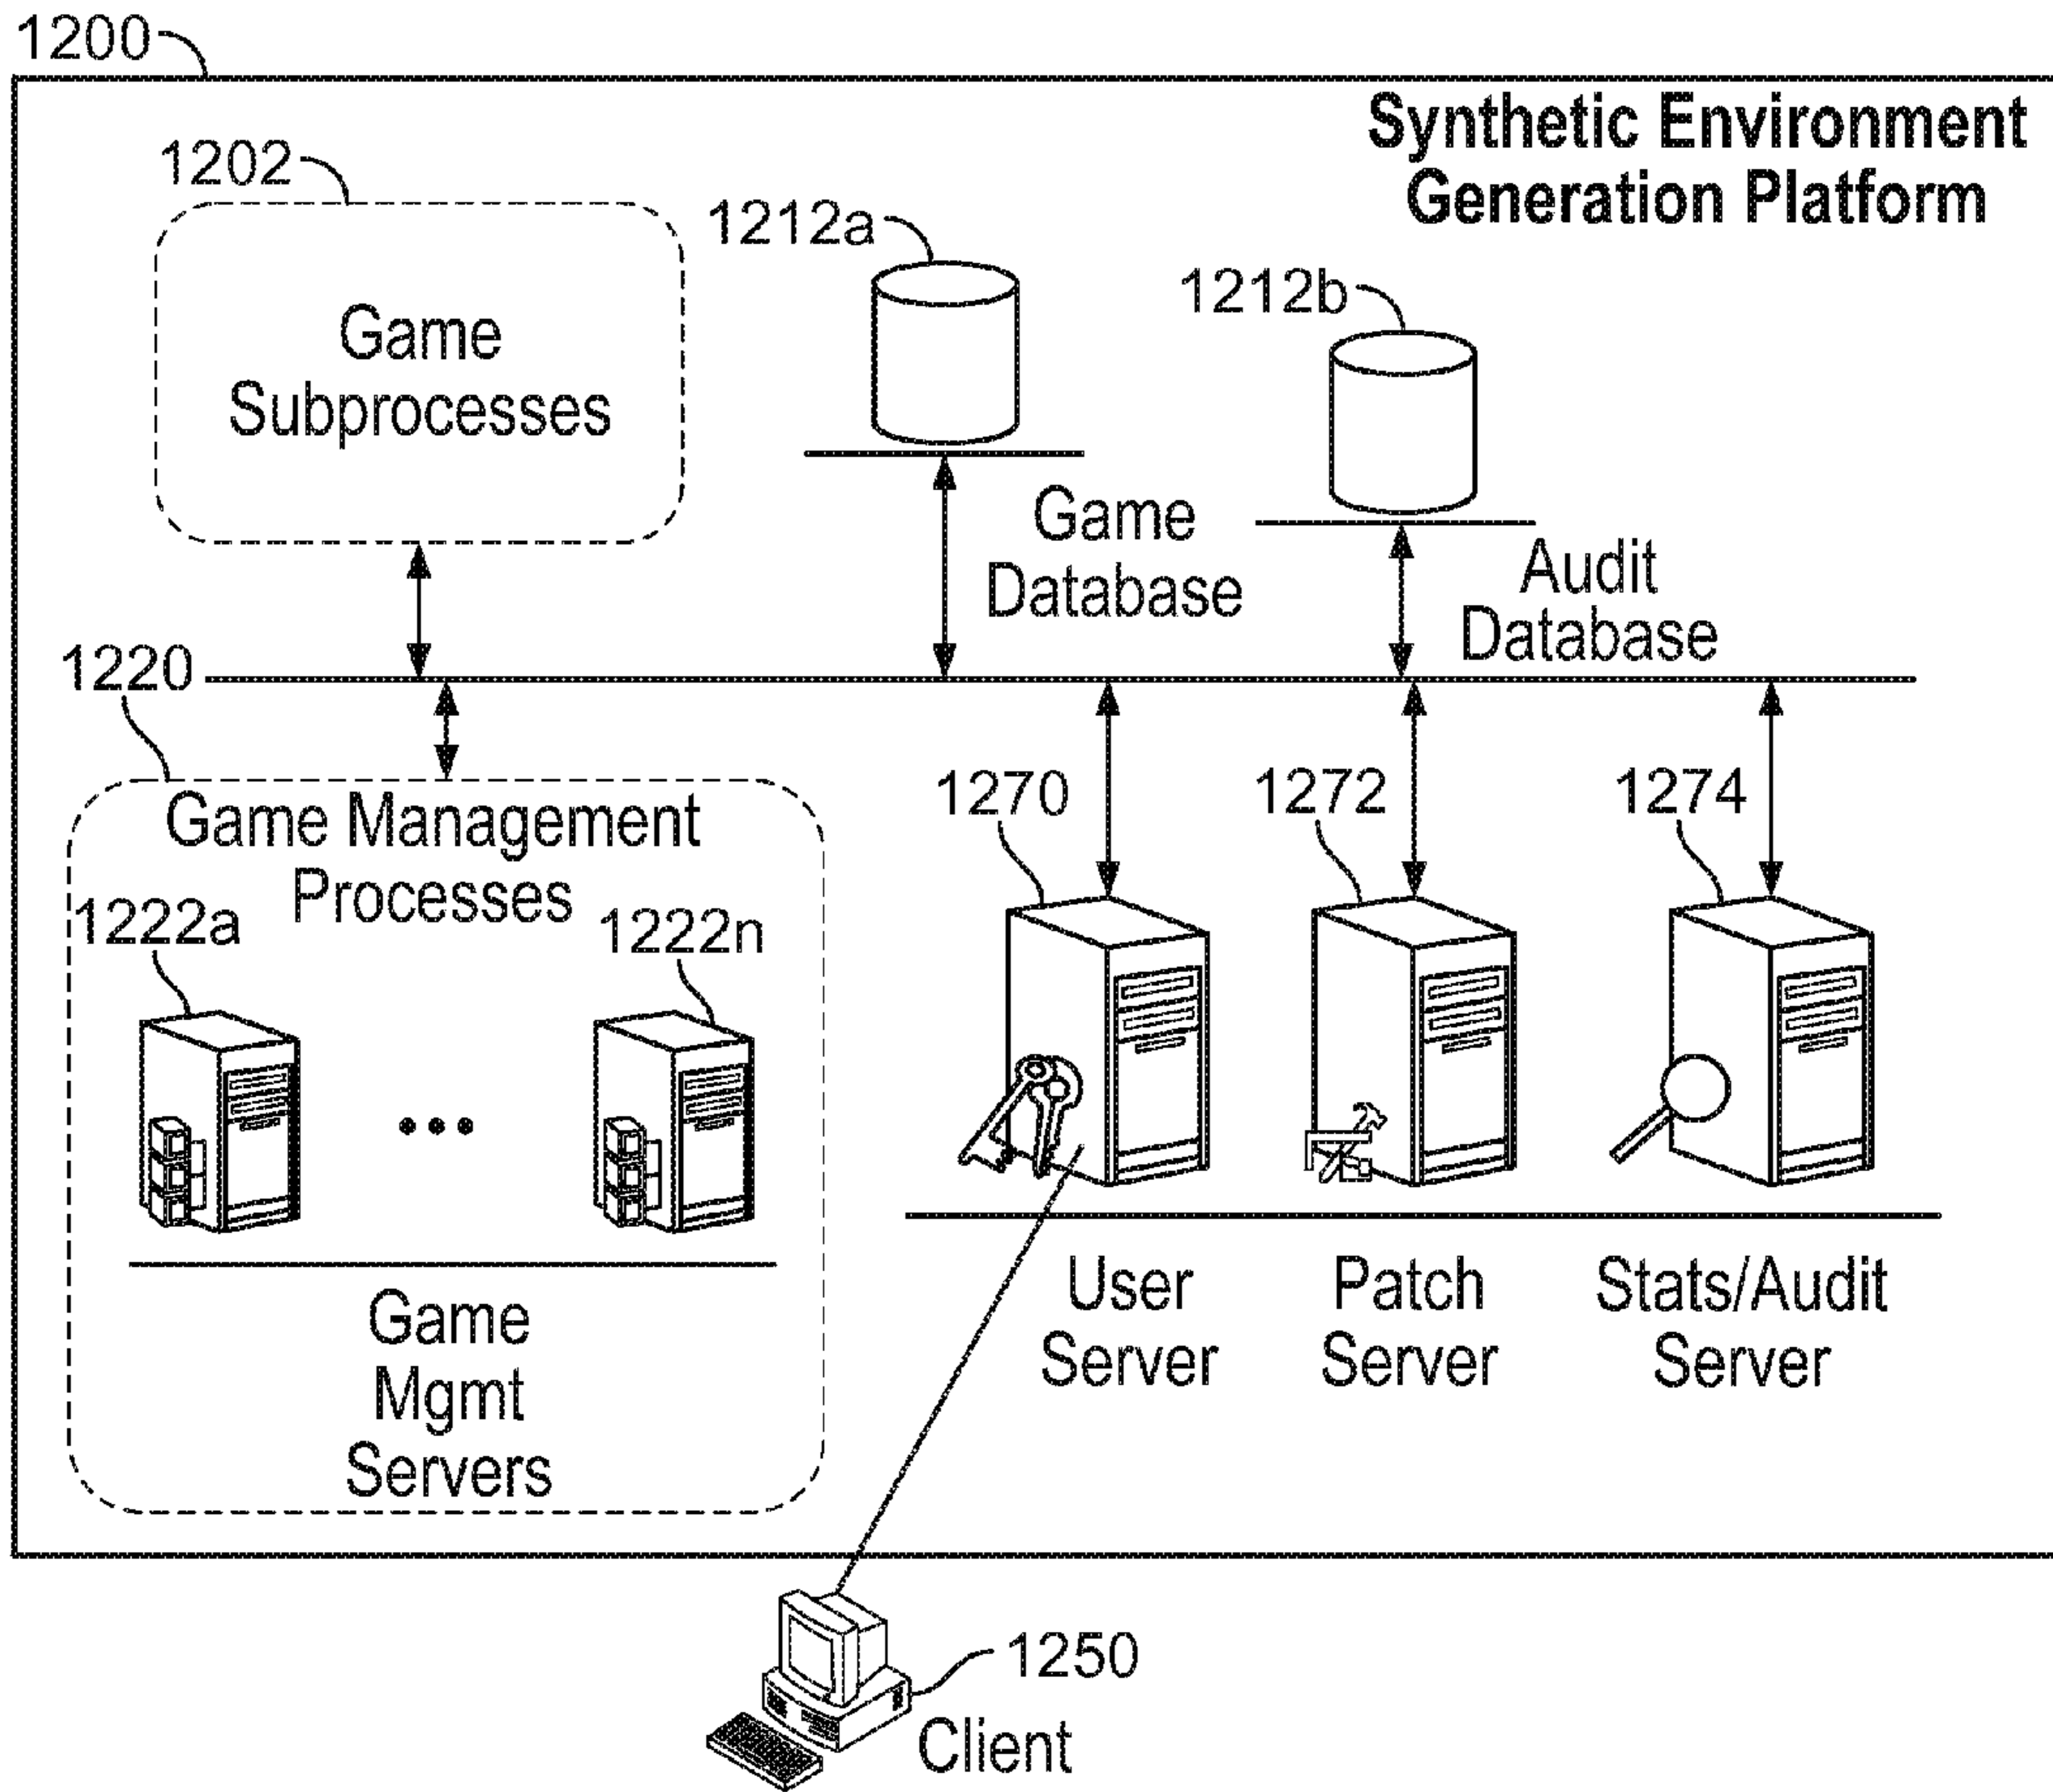 1200
Synthetic Environment
Generation Platform
1202
Game
Subprocesses
1212a
1212b
Game
Database
Audit
Database
1220
Game Management
Processes
1222a
1222n
Game
Mgmt
Servers
1270
1272
1274
User
Server
Patch
Server
Stats/Audit
Server
1250
Client